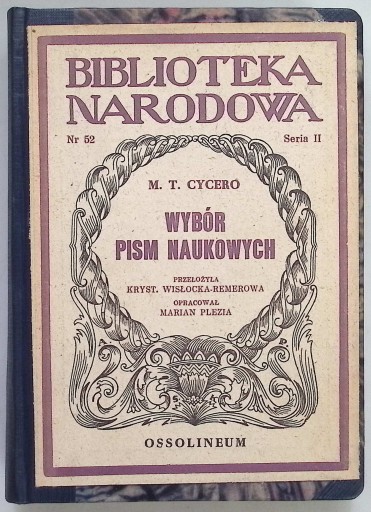 BIBLIOTEKA
NARODOWA
Nr 52 Seria II
M. T. CYCERO
WYBÓR
PISM NAUKOWYCH
PRZEŁOŻYŁA
KRYST. WISŁOCKA-REMEROWA
OPRACOWAŁ
MARIAN PLEZIA
A P
S A
OSSOLINEUM